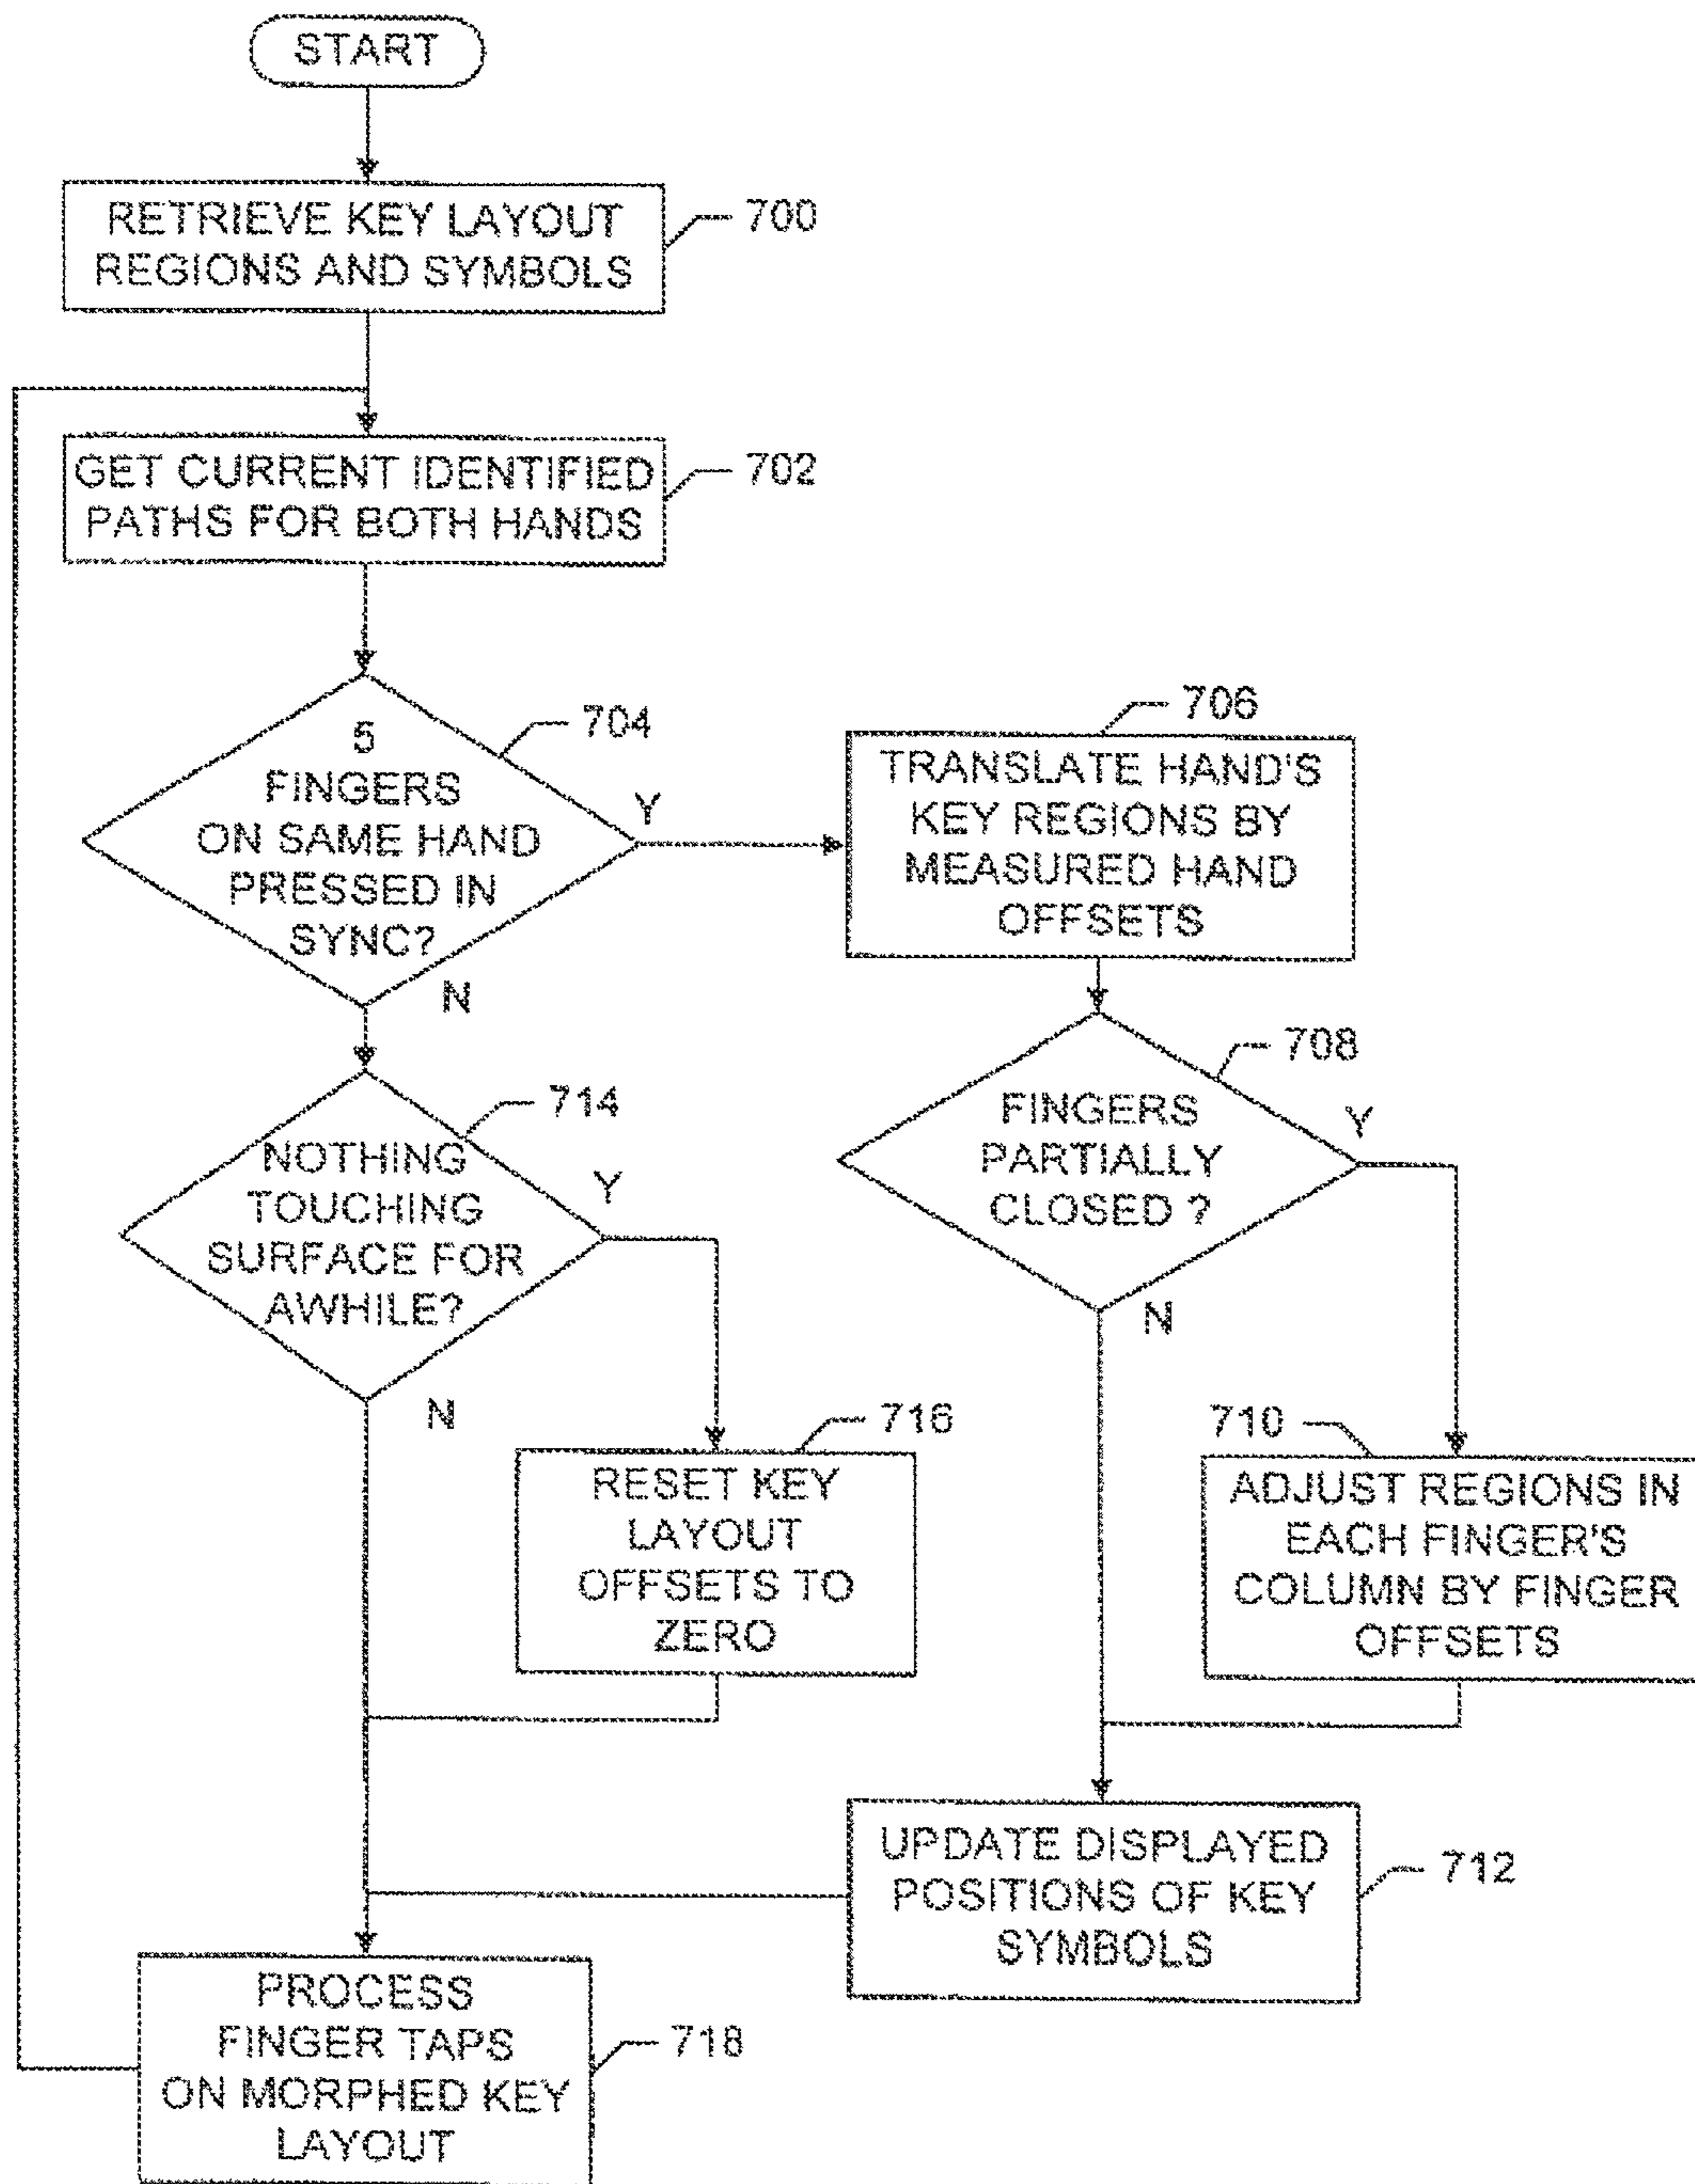 START
RETRIEVE KEY LAYOUT
REGIONS AND SYMBOLS
700
GET CURRENT IDENTIFIED
PATHS FOR BOTH HANDS
702
5
FINGERS
ON SAME HAND
PRESSED IN
SYNC?
704
Y
N
706
TRANSLATE HAND'S
KEY REGIONS BY
MEASURED HAND
OFFSETS
708
FINGERS
PARTIALLY
CLOSED ?
Y
N
714
NOTHING
TOUCHING
SURFACE FOR
AWHILE?
Y
N
716
RESET KEY
LAYOUT
OFFSETS TO
ZERO
710
ADJUST REGIONS IN
EACH FINGER'S
COLUMN BY FINGER
OFFSETS
UPDATE DISPLAYED
POSITIONS OF KEY
SYMBOLS
712
PROCESS
FINGER TAPS
ON MORPHED KEY
LAYOUT
718